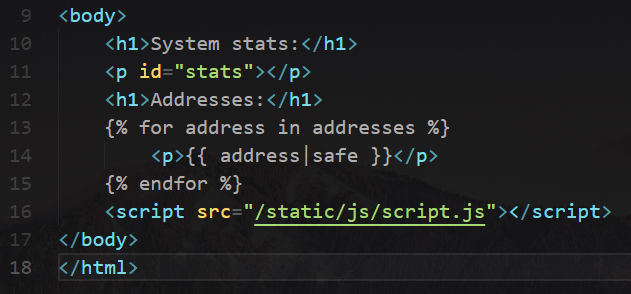 9 <body>
10     <h1>System stats:</h1>
11     <p id="stats"></p>
12     <h1>Addresses:</h1>
13     {% for address in addresses %}
14         <p>{{ address|safe }}</p>
15     {% endfor %}
16     <script src="/static/js/script.js"></script>
17 </body>
18 </html>